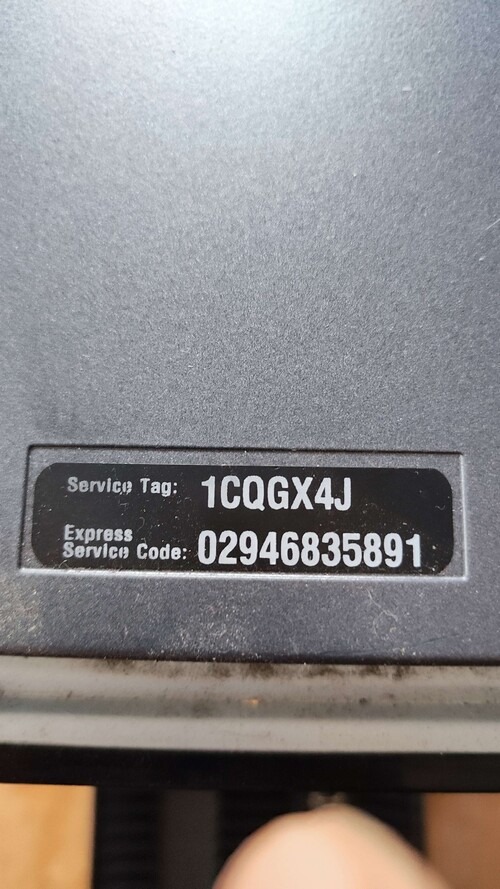 Service Tag: 1CQGX4J
Express
Service Code: 02946835891